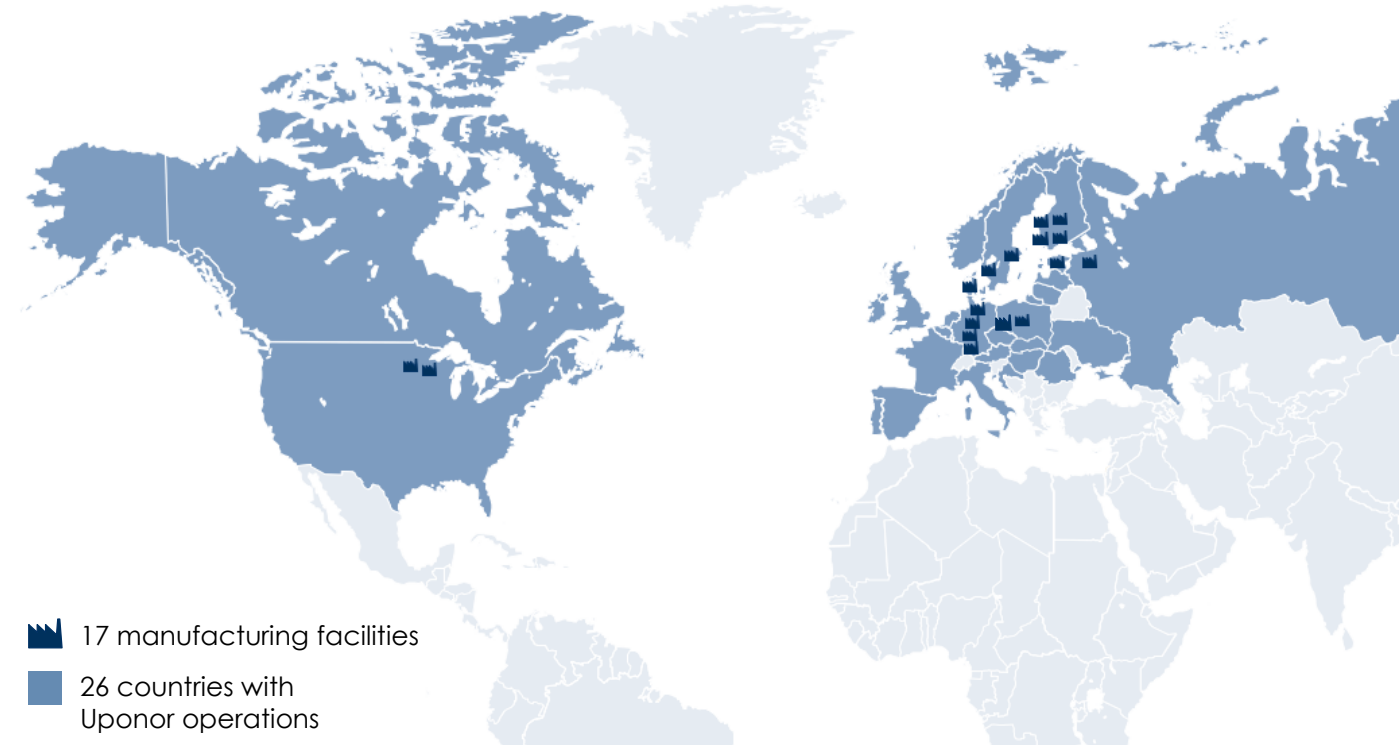 17 manufacturing facilities
26 countries with
Uponor operations